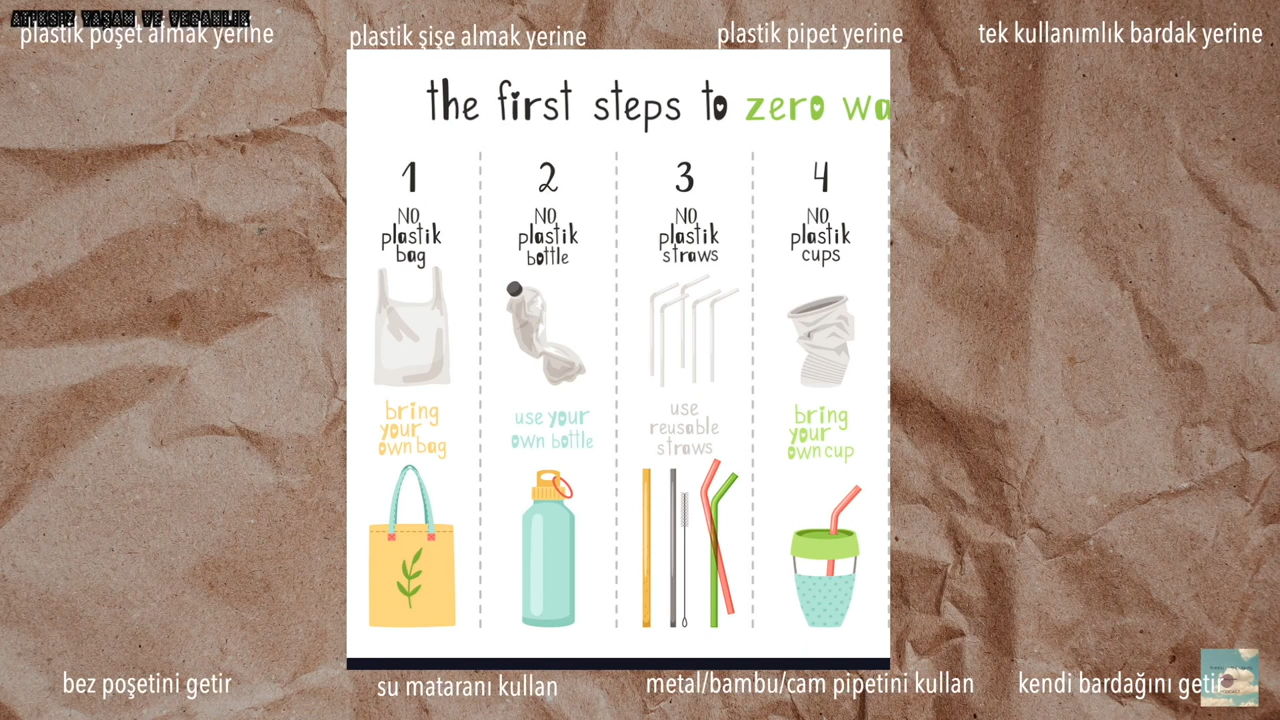 ATIKSIZ YAŞAM VE VEGANLIK
plastik poşet almak yerine
plastik şişe almak yerine
plastik pipet yerine
tek kullanımlık bardak yerine
the first steps to zero wa
1
NO
plastik
bag
2
NO
plastik
bottle
3
NO
plastik
straws
4
NO
plastik
cups
bring
your
own bag
use your
own bottle
use
reusable
straws
bring
your
own cup
bez poşetini getir
su mataranı kullan
metal/bambu/cam pipetini kullan
kendi bardağını getir